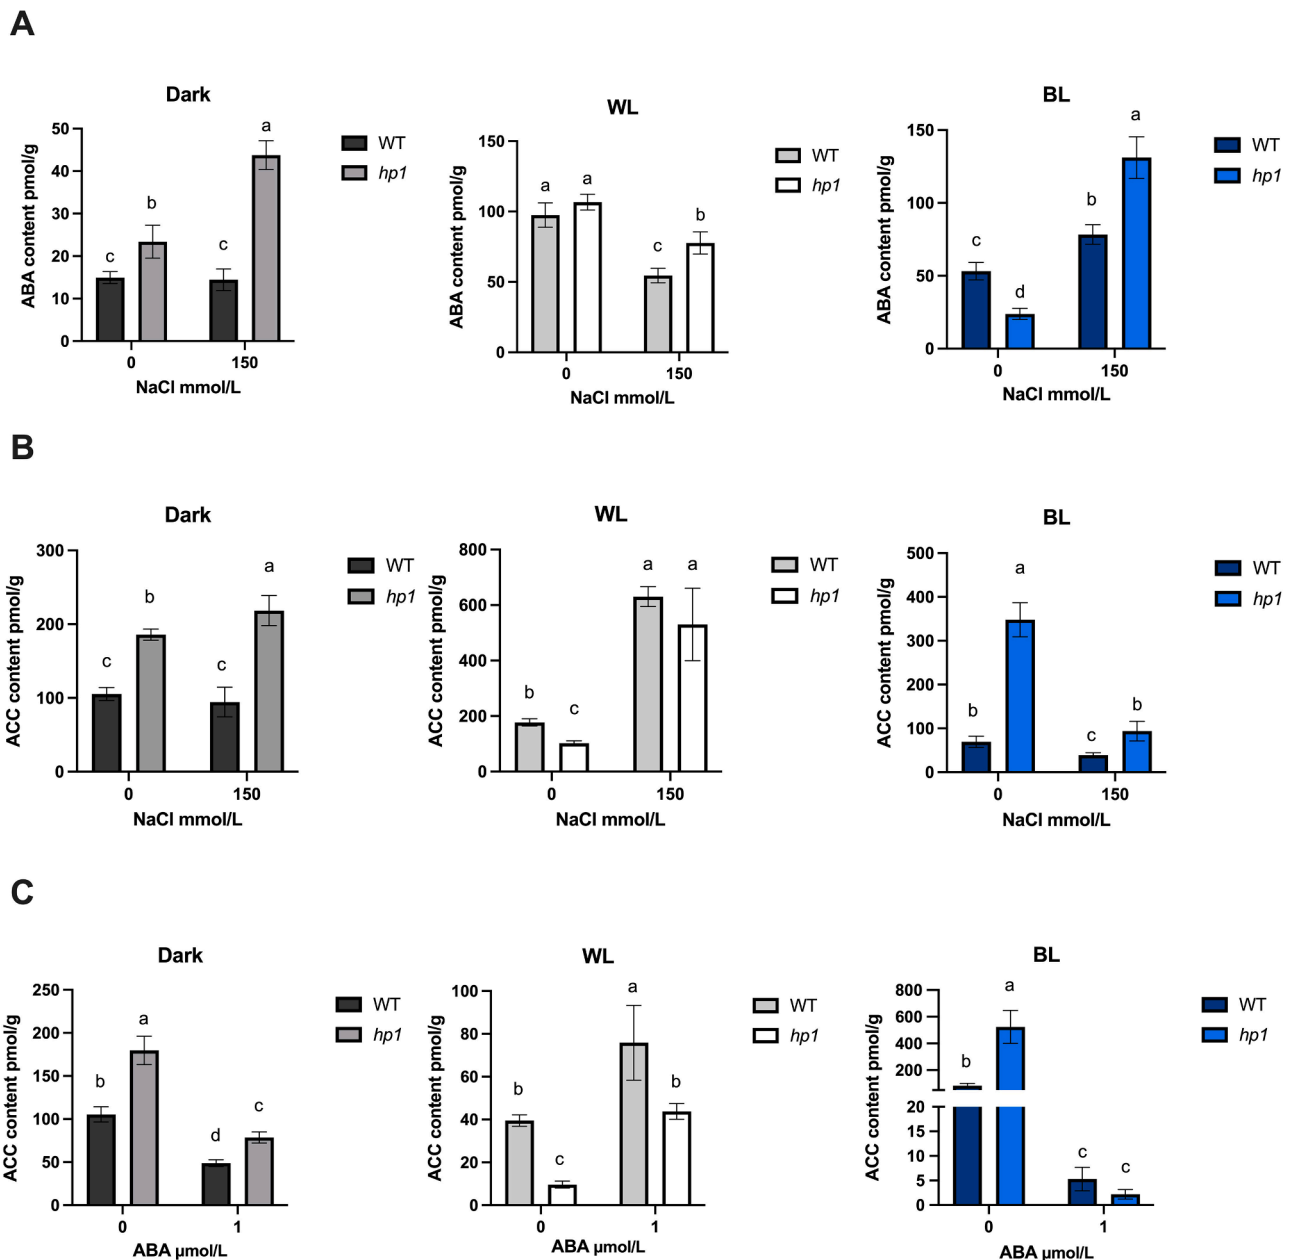 A
Dark
ABA content pmol/g
50
40
30
20
10
0
c
b
c
a
0
150
NaCl mmol/L
WT
hp1
WL
ABA content pmol/g
150
100
50
0
a
a
c
b
0
150
NaCl mmol/L
WT
hp1
BL
ABA content pmol/g
150
100
50
0
c
d
b
a
0
150
NaCl mmol/L
WT
hp1
B
Dark
ACC content pmol/g
300
200
100
0
c
b
c
a
0
150
NaCl mmol/L
WT
hp1
WL
ACC content pmol/g
800
600
400
200
0
b
c
a
a
0
150
NaCl mmol/L
WT
hp1
BL
ACC content pmol/g
500
400
300
200
100
0
b
a
c
b
0
150
NaCl mmol/L
WT
hp1
C
Dark
ACC content pmol/g
250
200
150
100
50
0
b
a
d
c
0
1
ABA µmol/L
WT
hp1
WL
ACC content pmol/g
100
80
60
40
20
0
b
c
a
b
0
1
ABA µmol/L
WT
hp1
BL
ACC content pmol/g
800
600
400
200
20
15
10
5
0
b
a
c
c
0
1
ABA µmol/L
WT
hp1